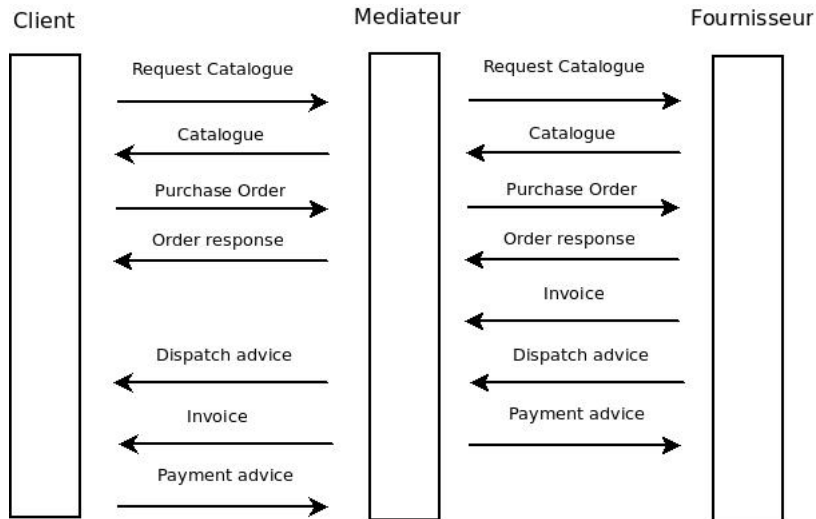 Client
Mediateur
Fournisseur
Request Catalogue
Request Catalogue
Catalogue
Catalogue
Purchase Order
Purchase Order
Order response
Order response
Invoice
Dispatch advice
Dispatch advice
Invoice
Payment advice
Payment advice